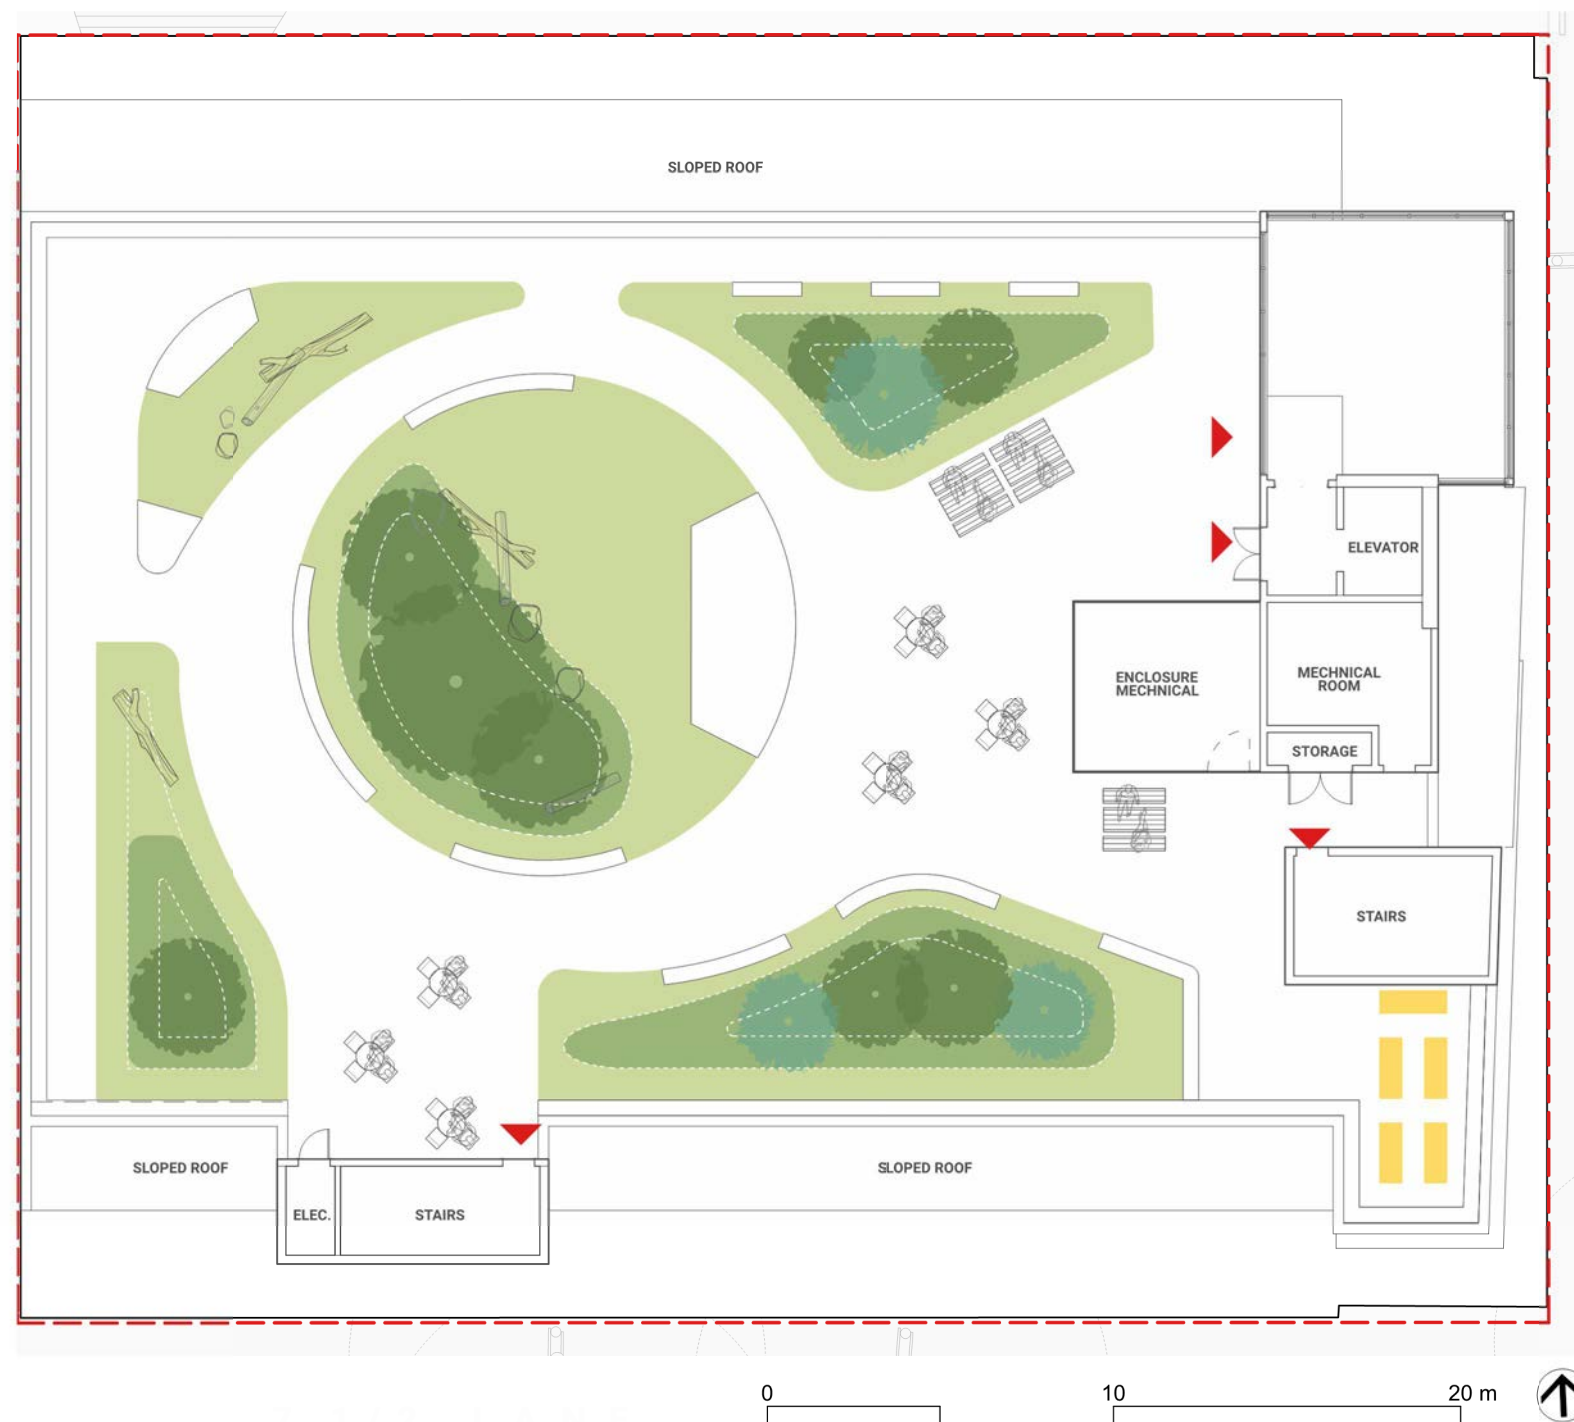 SLOPED ROOF
ELEVATOR
ENCLOSURE
MECHNICAL
MECHNICAL
ROOM
STORAGE
STAIRS
SLOPED ROOF
SLOPED ROOF
ELEC.
STAIRS
0
10
20 m